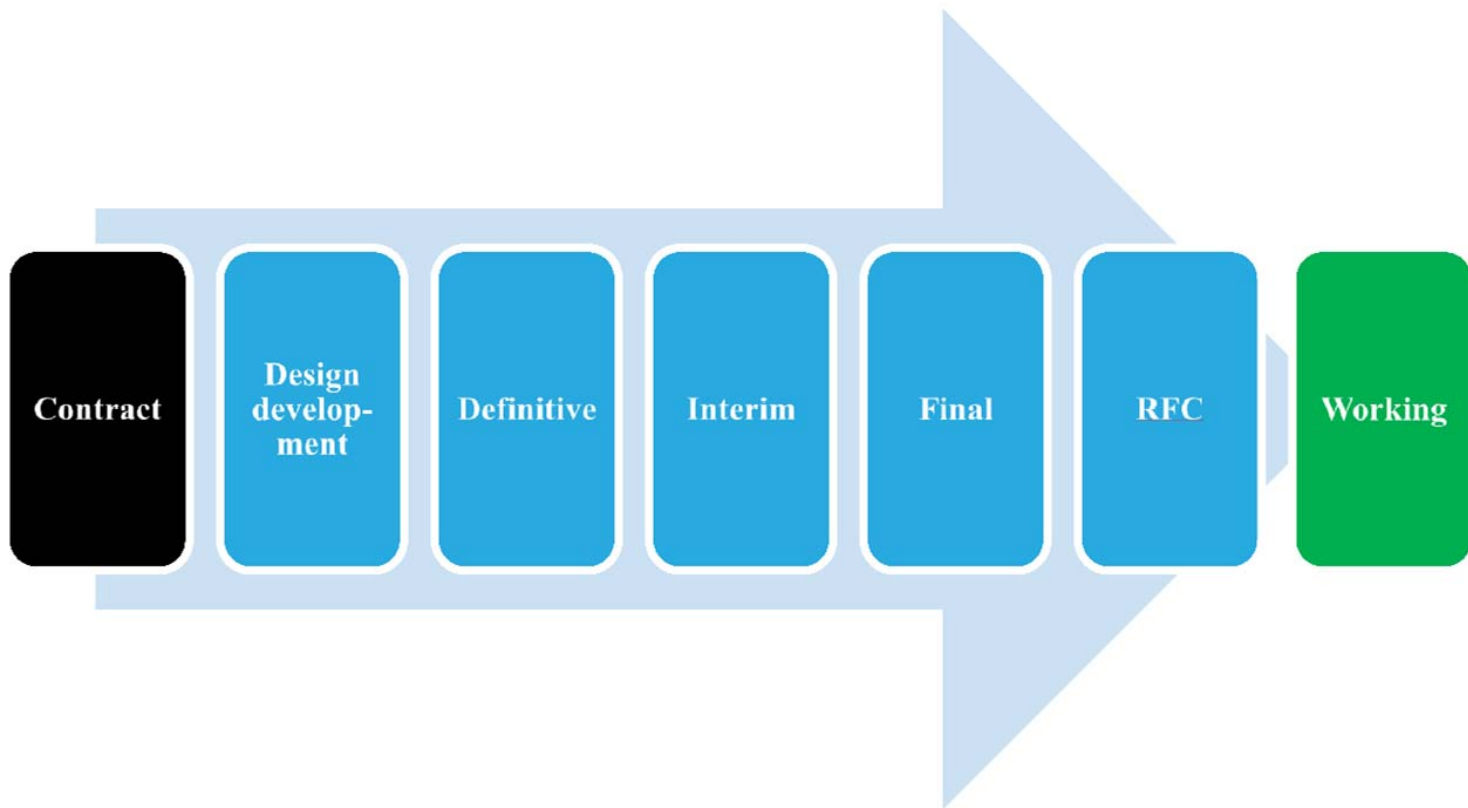 Contract
Design
develop-
ment
Definitive
Interim
Final
RFC
Working